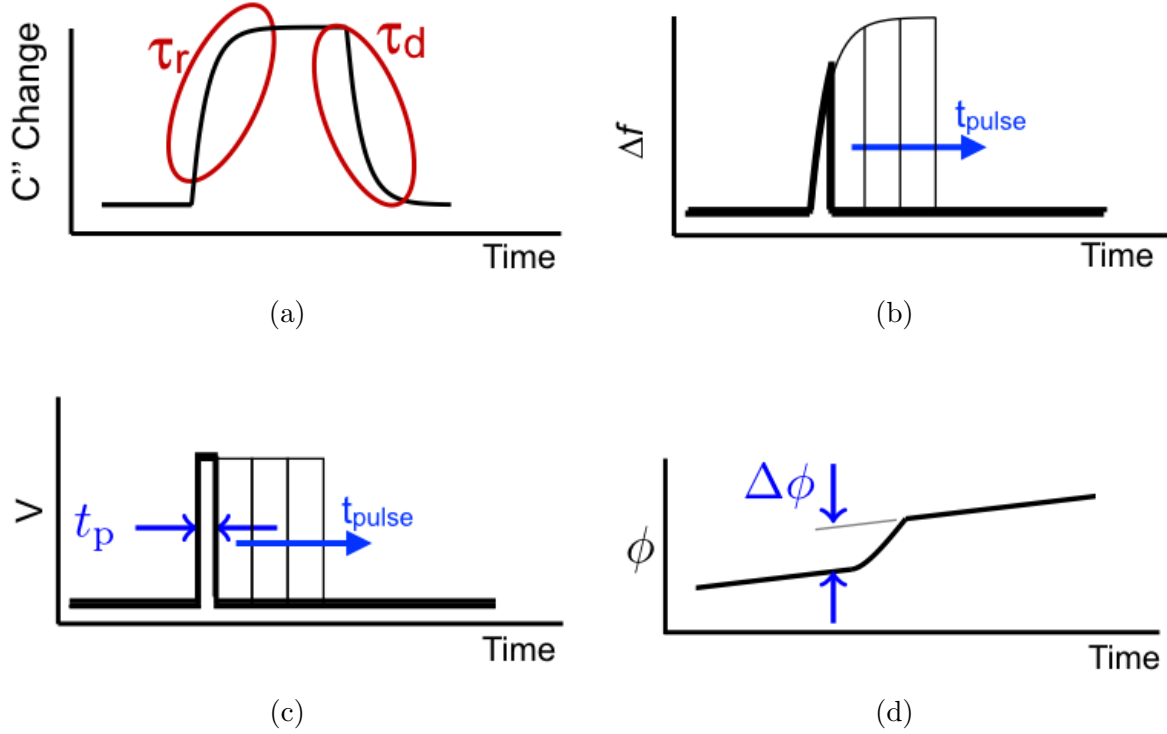 C” Change
τr
τd
Time
(a)
Δf
tpulse
Time
(b)
V
tp
tpulse
Time
(c)
ϕ
Δϕ
Time
(d)